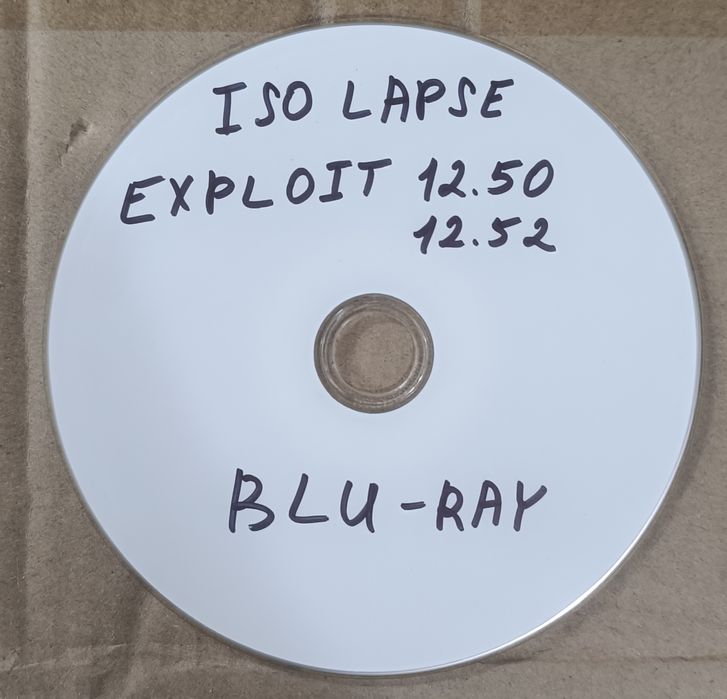 ISO LAPSE
EXPLOIT 12.50
12.52
BLU-RAY